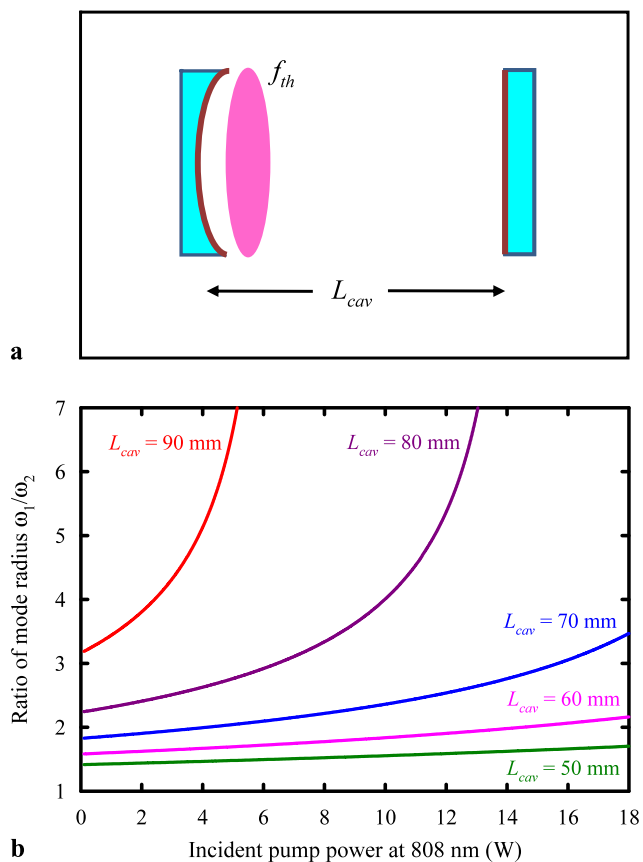 f_th
L_cav
a
7
L_cav = 90 mm
L_cav = 80 mm
6
5
4
3
2
1
L_cav = 70 mm
L_cav = 60 mm
L_cav = 50 mm
Ratio of mode radius ω₁/ω₂
0 2 4 6 8 10 12 14 16 18
b
Incident pump power at 808 nm (W)